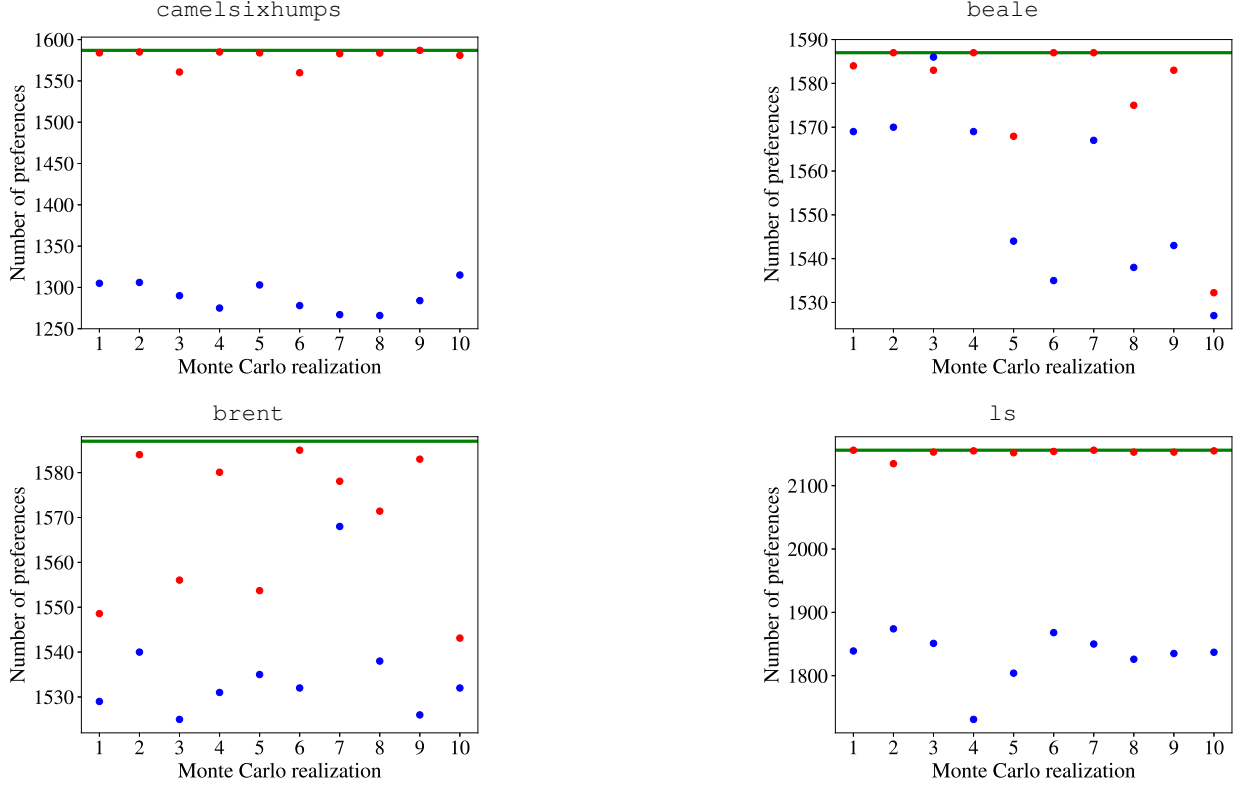 camelsixhumps
Number of preferences
1600
1550
1500
1450
1400
1350
1300
1250
1 2 3 4 5 6 7 8 9 10
Monte Carlo realization
beale
Number of preferences
1590
1580
1570
1560
1550
1540
1530
1 2 3 4 5 6 7 8 9 10
Monte Carlo realization
brent
Number of preferences
1580
1570
1560
1550
1540
1530
1 2 3 4 5 6 7 8 9 10
Monte Carlo realization
ls
Number of preferences
2100
2000
1900
1800
1 2 3 4 5 6 7 8 9 10
Monte Carlo realization